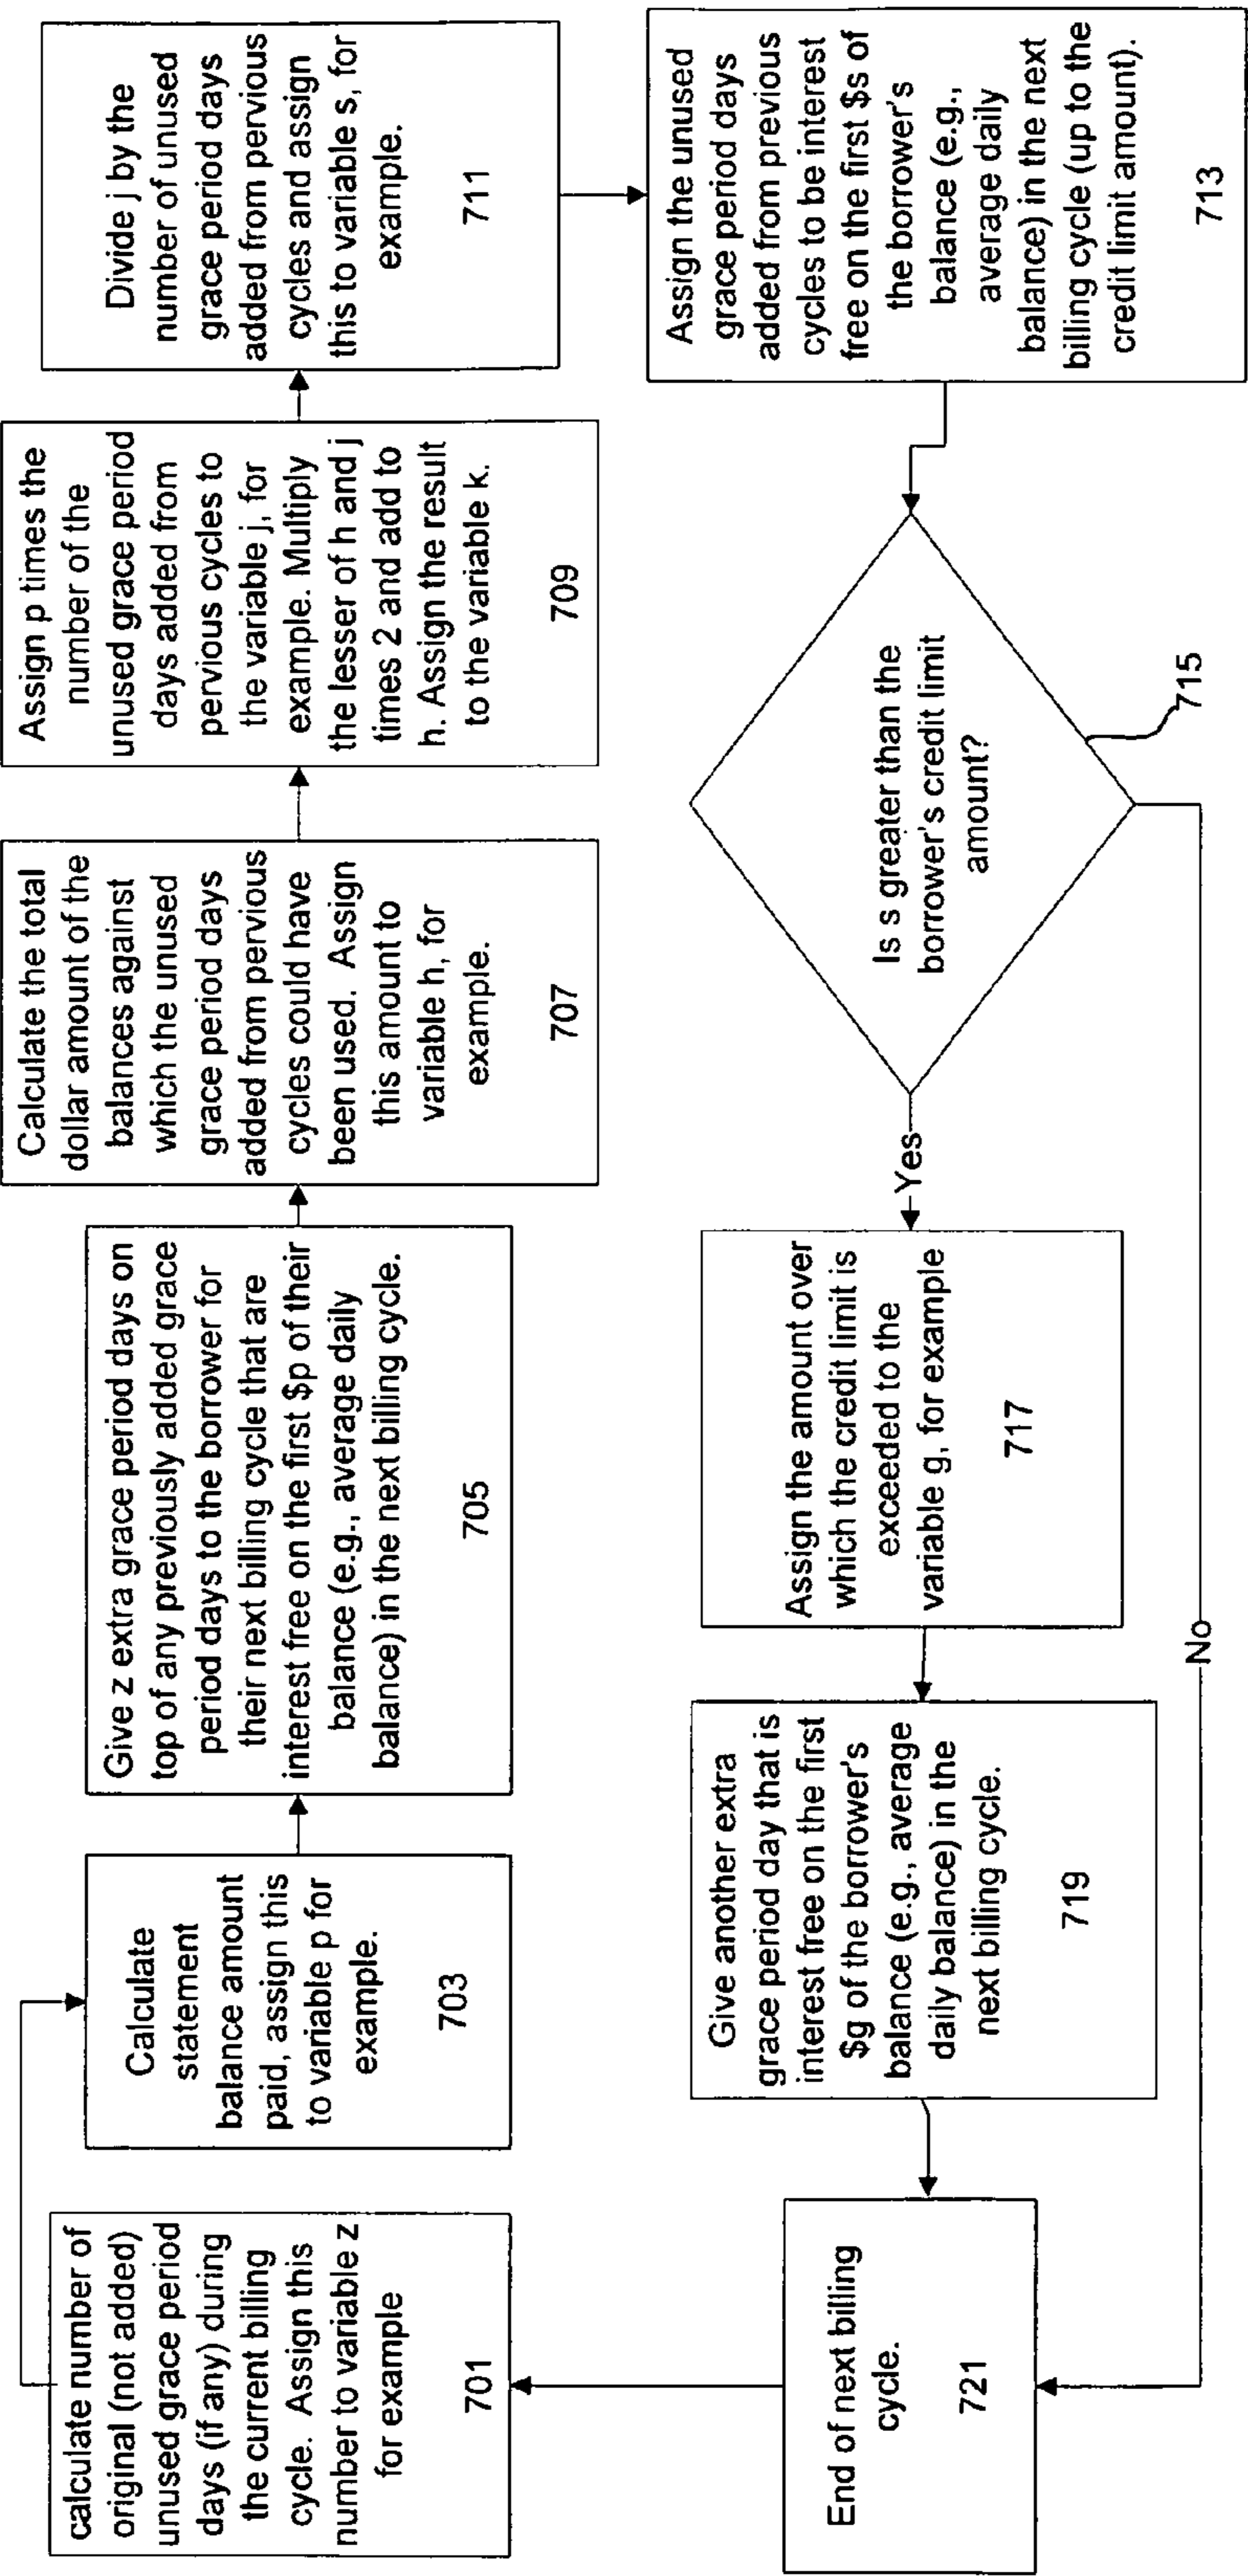 calculate number of
original (not added)
unused grace period
days (if any) during
the current billing
cycle. Assign this
number to variable z
for example
701
Calculate
statement
balance amount
paid, assign this
to variable p for
example.
703
Give z extra grace period days on
top of any previously added grace
period days to the borrower for
their next billing cycle that are
interest free on the first $p of their
balance (e.g., average daily
balance) in the next billing cycle.
705
Calculate the total
dollar amount of the
balances against
which the unused
grace period days
added from pervious
cycles could have
been used. Assign
this amount to
variable h, for
example.
707
Assign p times the
number of the
unused grace period
days added from
pervious cycles to
the variable j, for
example. Multiply
the lesser of h and j
times 2 and add to
h. Assign the result
to the variable k.
709
Divide j by the
number of unused
grace period days
added from pervious
cycles and assign
this to variable s, for
example.
711
Assign the unused
grace period days
added from previous
cycles to be interest
free on the first $s of
the borrower's
balance (e.g.,
average daily
balance) in the next
billing cycle (up to the
credit limit amount).
713
Is s greater than the
borrower's credit limit
amount?
715
Yes
Assign the amount over
which the credit limit is
exceeded to the
variable g, for example
717
Give another extra
grace period day that is
interest free on the first
$g of the borrower's
balance (e.g., average
daily balance) in the
next billing cycle.
719
No
End of next billing
cycle.
721